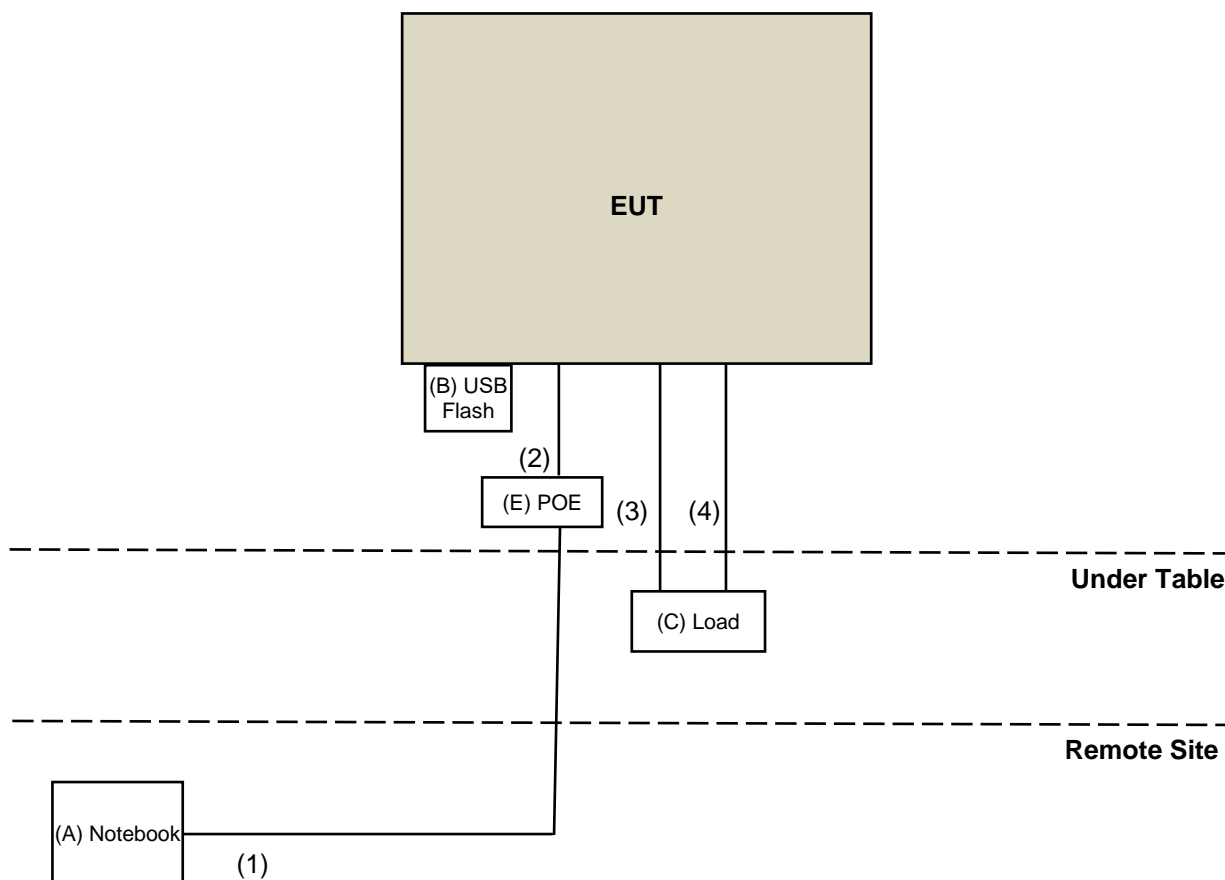 EUT
(B) USB
Flash
(2)
(E) POE
(3)
(4)
Under Table
(C) Load
Remote Site
(A) Notebook
(1)